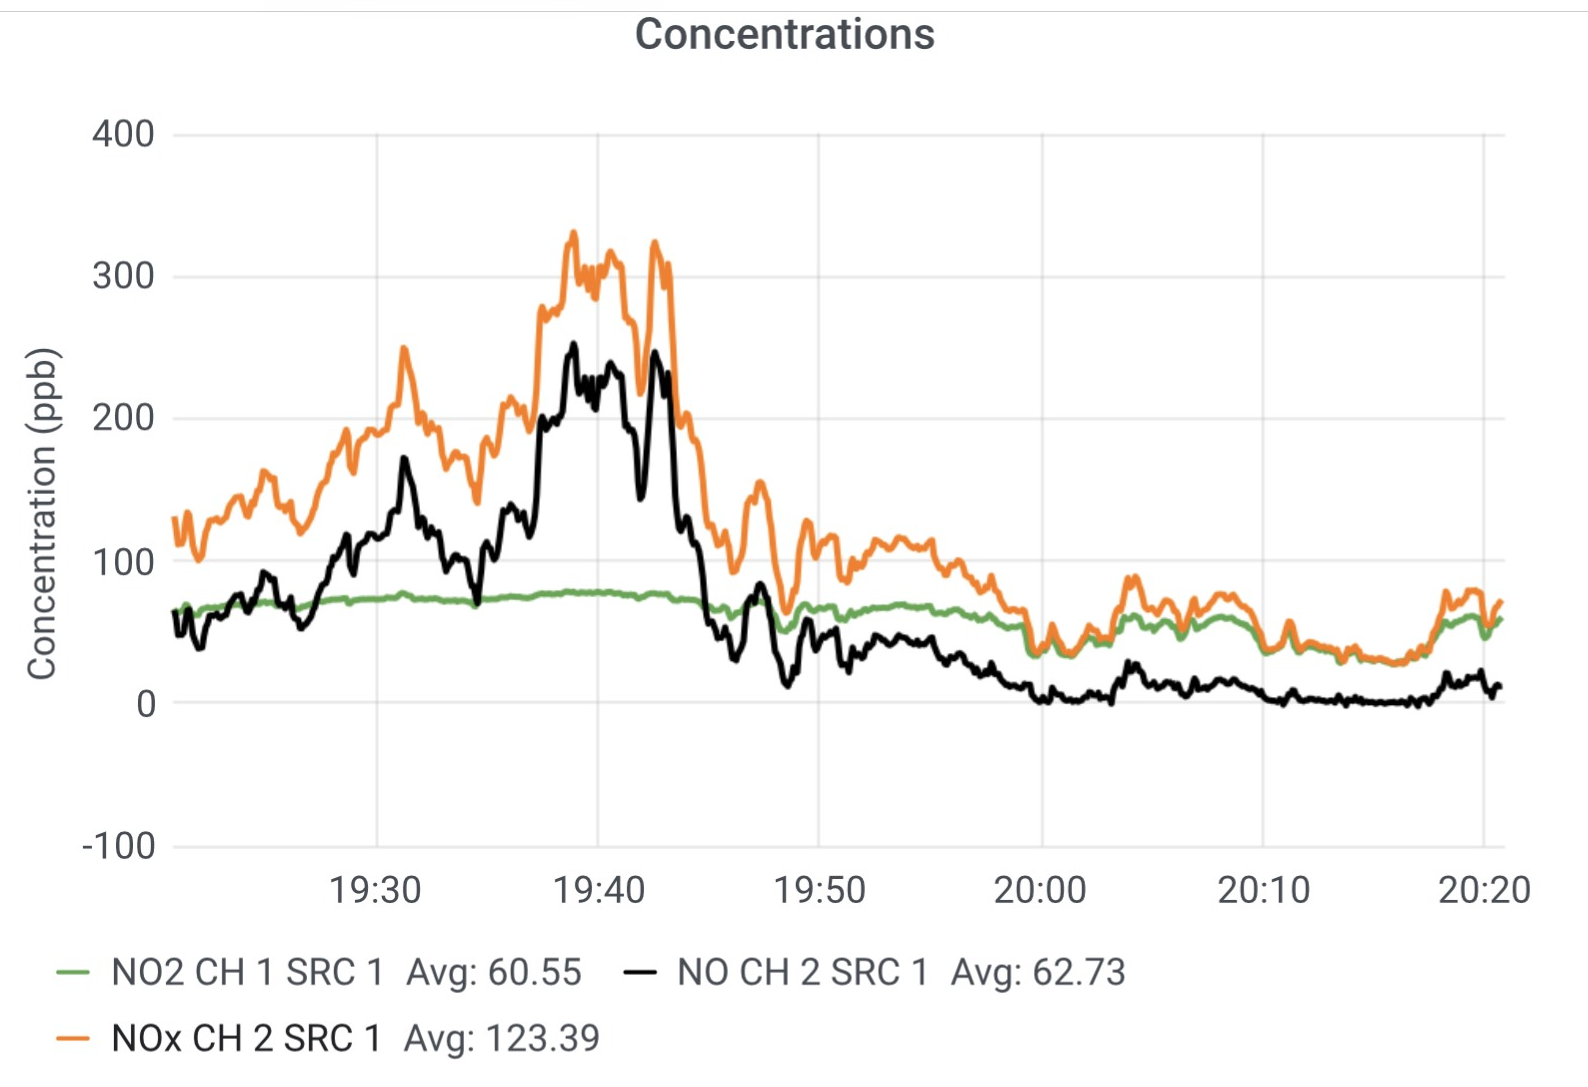 Concentrations
400
300
200
100
0
-100
Concentration (ppb)
19:30 19:40 19:50 20:00 20:10 20:20
NO2 CH 1 SRC 1 Avg: 60.55 NO CH 2 SRC 1 Avg: 62.73
NOx CH 2 SRC 1 Avg: 123.39